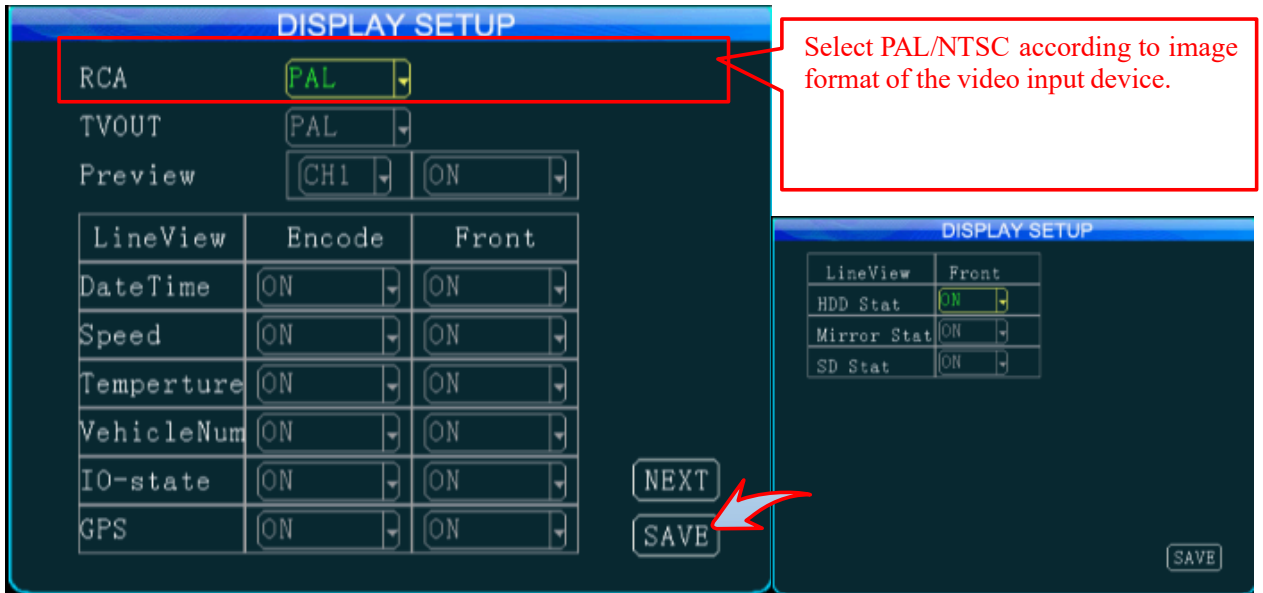 DISPLAY SETUP
RCA PAL
TVOUT PAL
Preview CH1 ON
LineView Encode Front
DateTime ON ON
Speed ON ON
Temperture ON ON
VehicleNum ON ON
IO-state ON ON
GPS ON ON
NEXT
SAVE
Select PAL/NTSC according to image
format of the video input device.
DISPLAY SETUP
LineView Front
HDD Stat ON
Mirror Stat ON
SD Stat ON
SAVE